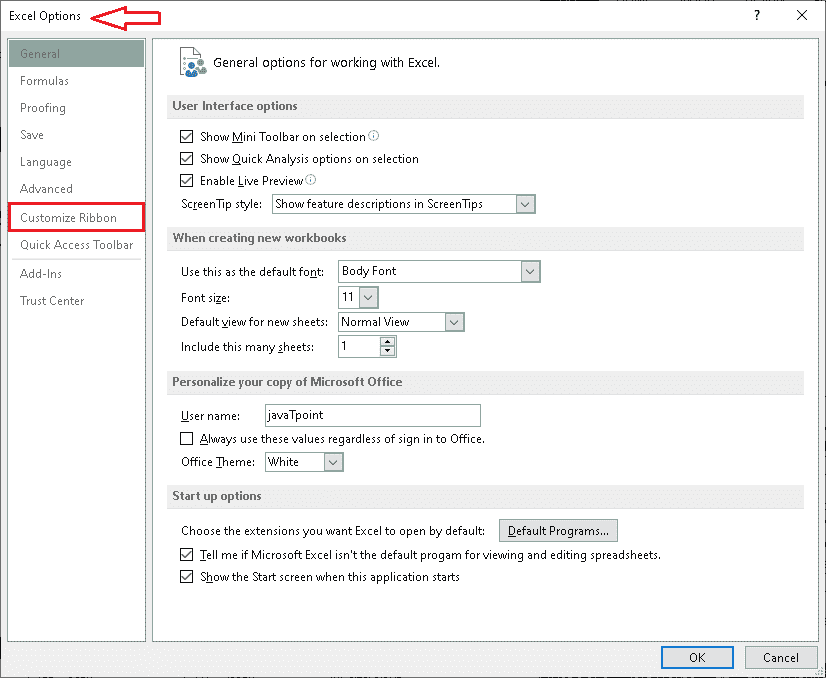 Excel Options
?
General
Formulas
Proofing
Save
Language
Advanced
Customize Ribbon
Quick Access Toolbar
Add-Ins
Trust Center
General options for working with Excel.
User Interface options
Show Mini Toolbar on selection
Show Quick Analysis options on selection
Enable Live Preview
ScreenTip style: Show feature descriptions in ScreenTips
When creating new workbooks
Use this as the default font: Body Font
Font size: 11
Default view for new sheets: Normal View
Include this many sheets: 1
Personalize your copy of Microsoft Office
User name: javaTpoint
Always use these values regardless of sign in to Office.
Office Theme: White
Start up options
Choose the extensions you want Excel to open by default: Default Programs...
Tell me if Microsoft Excel isn't the default progam for viewing and editing spreadsheets.
Show the Start screen when this application starts
OK Cancel